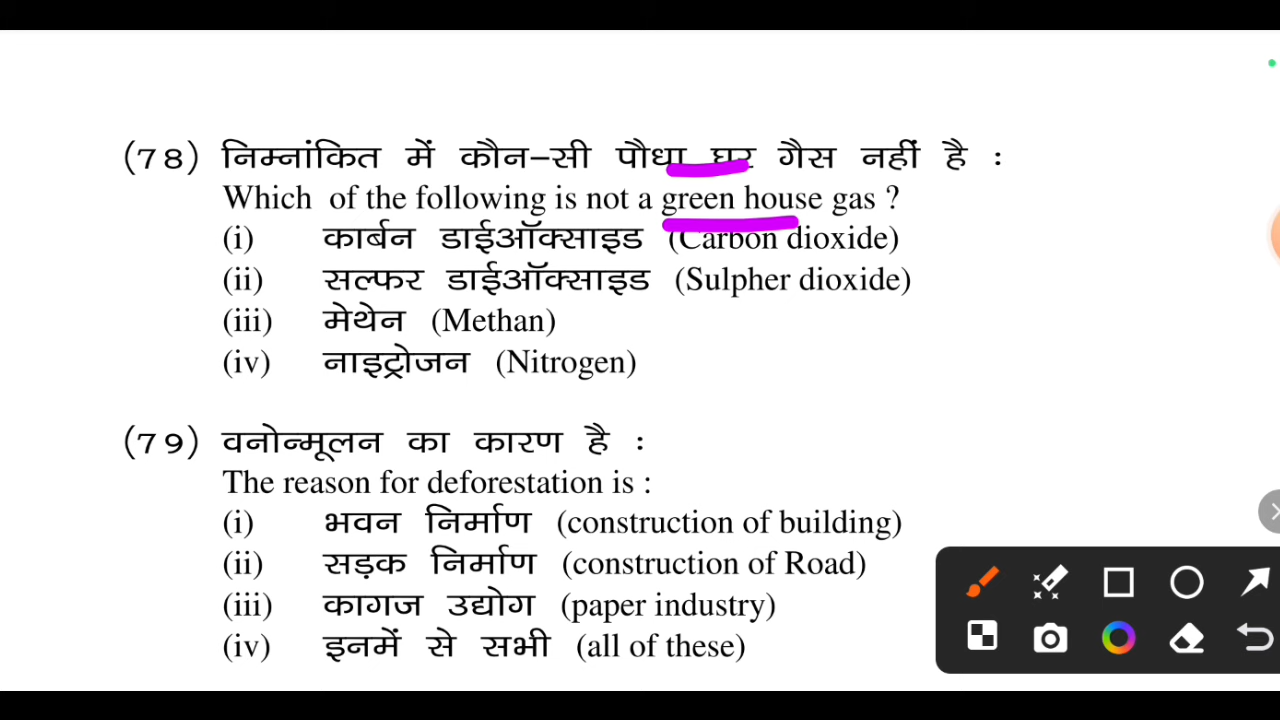 (78) निम्नांकित में कौन-सी पौधा घर गैस नहीं है :
Which of the following is not a green house gas ?
(i) कार्बन डाईऑक्साइड (Carbon dioxide)
(ii) सल्फर डाईऑक्साइड (Sulpher dioxide)
(iii) मेथेन (Methan)
(iv) नाइट्रोजन (Nitrogen)
(79) वनोन्मूलन का कारण है :
The reason for deforestation is :
(i) भवन निर्माण (construction of building)
(ii) सड़क निर्माण (construction of Road)
(iii) कागज उद्योग (paper industry)
(iv) इनमें से सभी (all of these)